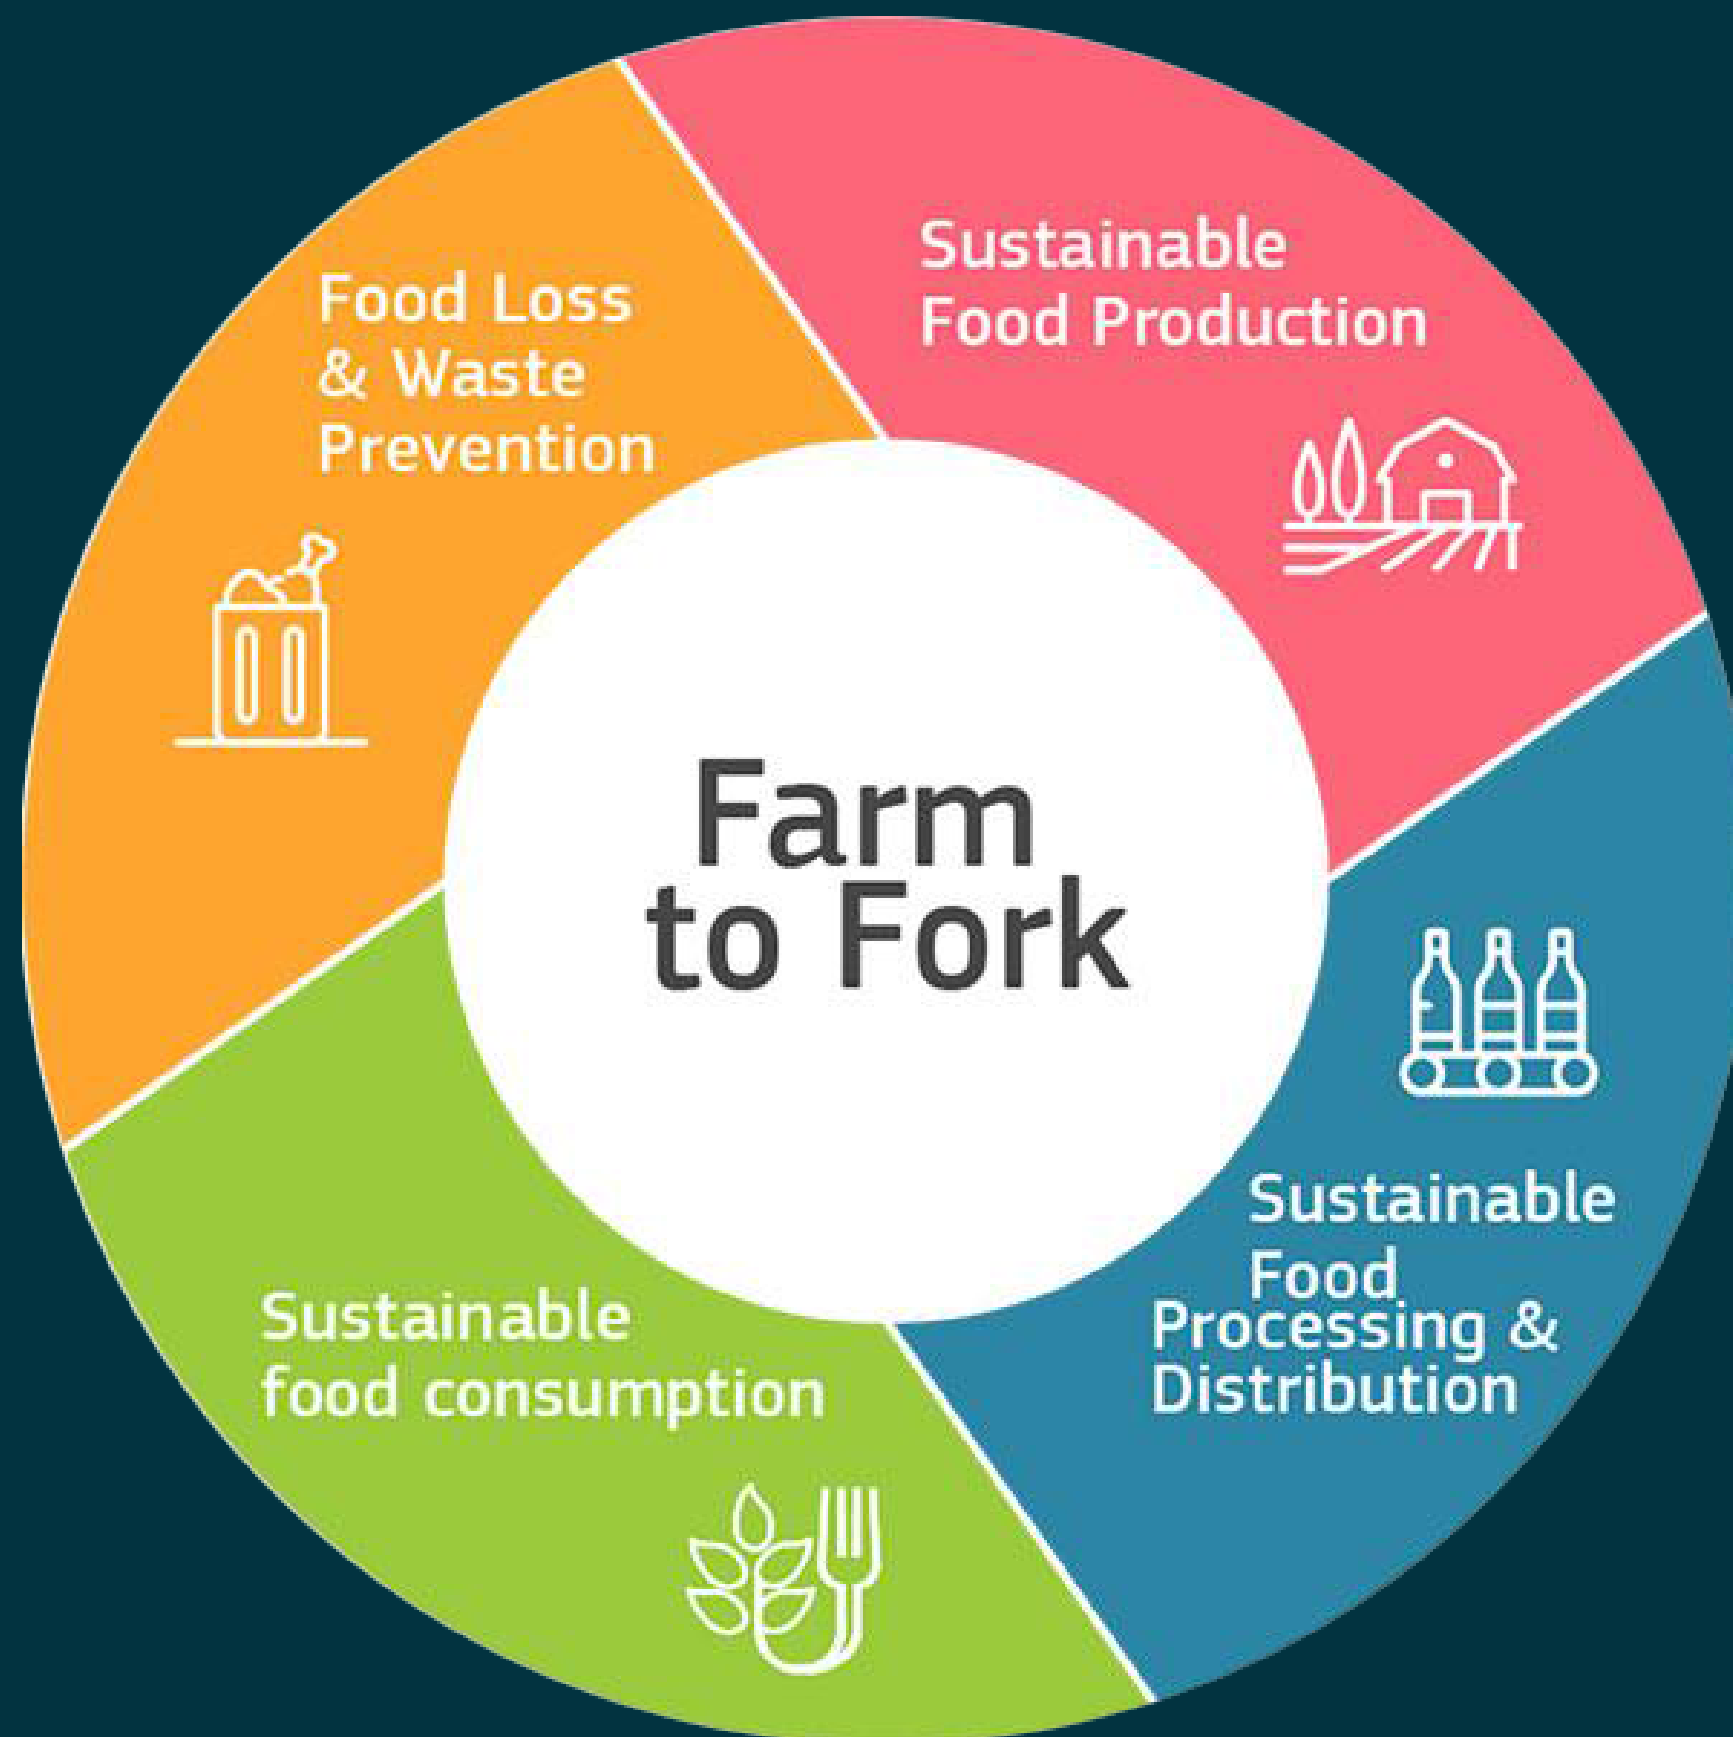 Sustainable
Food Production
Sustainable
Food
Processing &
Distribution
Sustainable
food consumption
Food Loss
& Waste
Prevention
Farm
to Fork